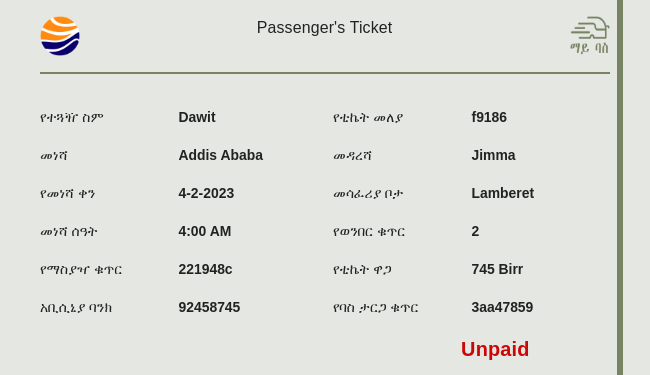 Passenger's Ticket
ማይ ባስ
የተጓዥ ስም Dawit የቲኬት መለያ f9186
መነሻ Addis Ababa መዳረሻ Jimma
የመነሻ ቀን 4-2-2023 መሳፈሪያ ቦታ Lamberet
መነሻ ሰዓት 4:00 AM የወንበር ቁጥር 2
የማስያዣ ቁጥር 221948c የቲኬት ዋጋ 745 Birr
አቢሲኒያ ባንክ 92458745 የባስ ታርጋ ቁጥር 3aa47859
Unpaid